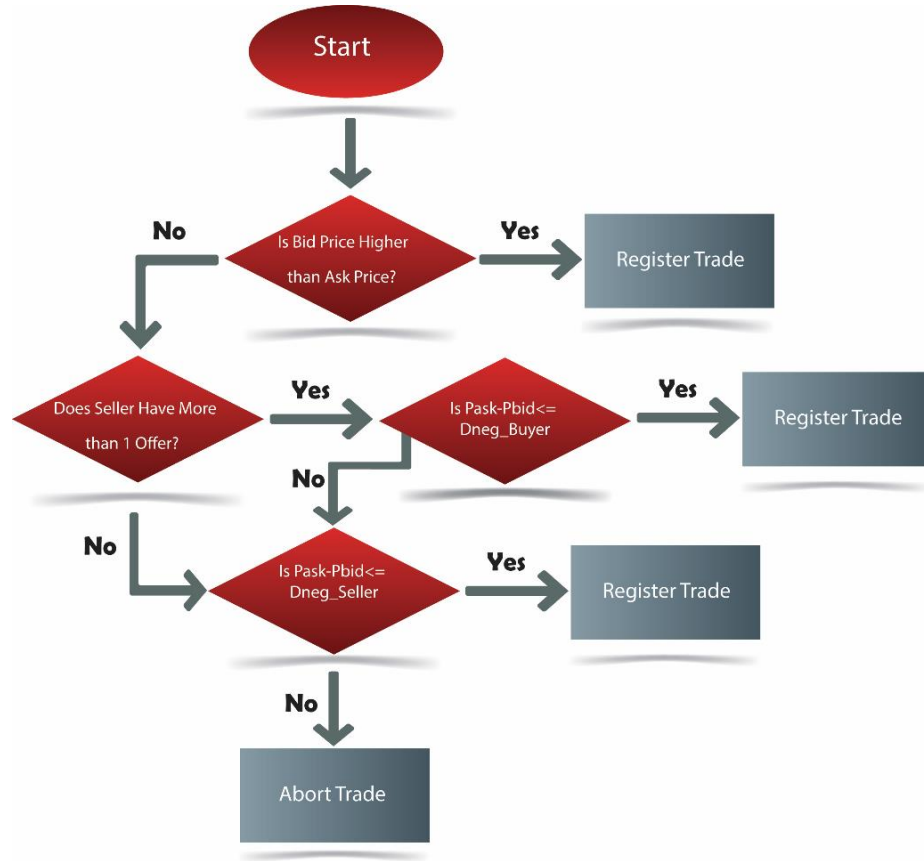 Start
No
Is Bid Price Higher
than Ask Price?
Yes
Register Trade
Does Seller Have More
than 1 Offer?
Yes
Is Pask-Pbid<=
Dneg_Buyer
Yes
Register Trade
No
No
Is Pask-Pbid<=
Dneg_Seller
Yes
Register Trade
No
Abort Trade